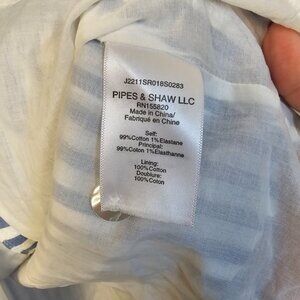 J2211SR018S0283
PIPES & SHAW LLC
RN155820
Made in China/
Fabriqué en Chine
Self:
99%Cotton 1%Elastane
Principal:
99%Coton 1%Elasthanne
Lining:
100%Cotton
Doublure:
100%Coton